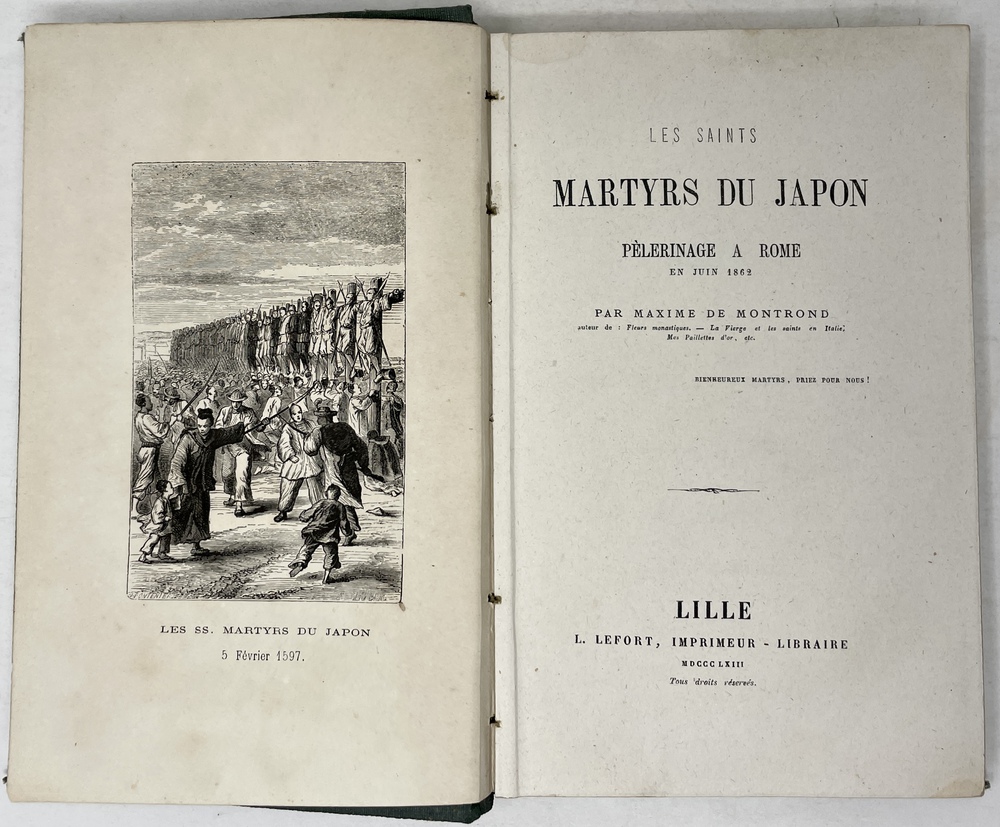 LES SS. MARTYRS DU JAPON
5 Février 1597.
LES SAINTS
MARTYRS DU JAPON
PÈLERINAGE A ROME
EN JUIN 1862
PAR MAXIME DE MONTROND
auteur de : Fleurs monastiques. — La Vierge et les saints en Italie,
Mes Paillettes d'or, etc.
BIENHEUREUX MARTYRS, PRIEZ POUR NOUS !
LILLE
L. LEFORT, IMPRIMEUR - LIBRAIRE
MDCCCLXIII
Tous droits réservés.